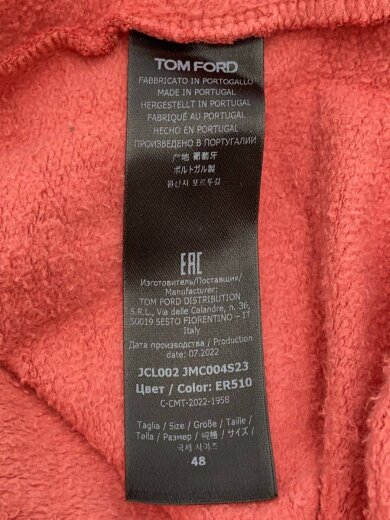 TOM FORD
FABBRICATO IN PORTOGALLO
MADE IN PORTUGAL
HERGESTELLT IN PORTUGAL
FABRIQUÉ AU PORTUGAL
HECHO EN PORTUGAL
ПРОИЗВЕДЕНО В ПОРТУГАЛИИ
产地 葡萄牙
ポルトガル製
원산지 포르투갈
EAC
Изготовитель/Поставщик/
Manufacturer:
TOM FORD DISTRIBUTION
S.R.L., Via delle Calandre, n. 36,
50019 SESTO FIORENTINO – IT
Italy
Дата производства / Production
date: 07.2022
JCL002 JMC004S23
Цвет / Color: ER510
C-CMT-2022-1958
Taglia / Size / Größe / Taille /
Talla / Размер / 规格 / サイズ /
국제 사이즈
48